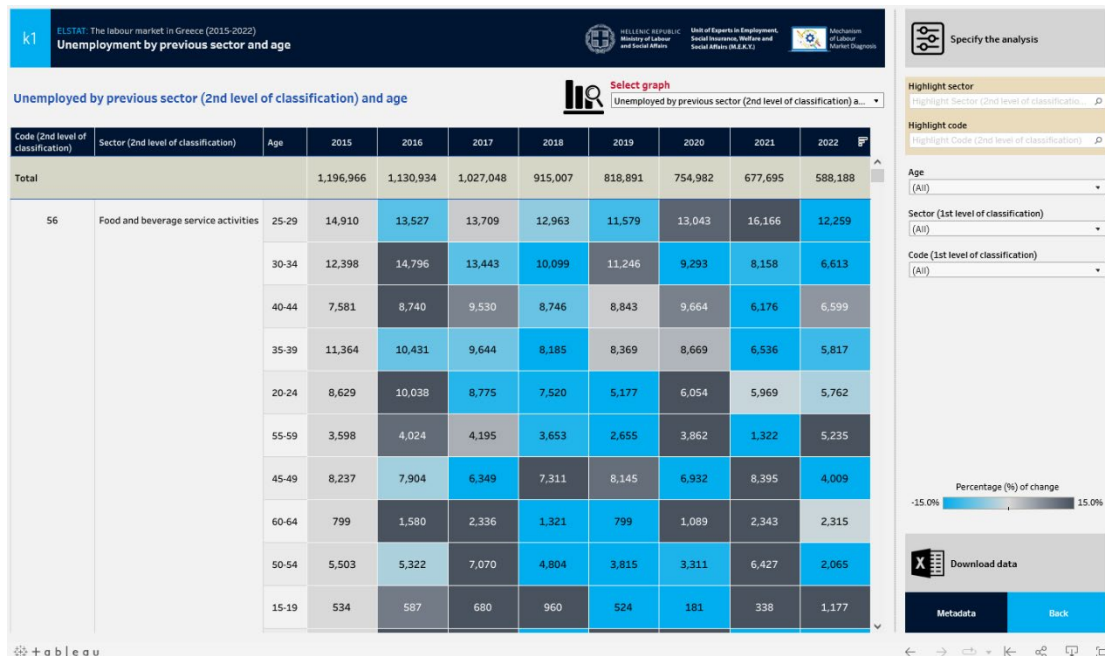 k1
ELSTAT: The labour market in Greece (2015-2022)
Unemployment by previous sector and age
HELLENIC REPUBLIC
Ministry of Labour
and Social Affairs
Unit of Experts in Employment,
Social Insurance, Welfare and
Social Affairs (M.E.K.Y.)
Mechanism
of Labour
Market Diagnosis
Unemployed by previous sector (2nd level of classification) and age
Select graph
Unemployed by previous sector (2nd level of classification) a...
Code (2nd level of classification) Sector (2nd level of classification) Age 2015 2016 2017 2018 2019 2020 2021 2022
Total 1,196,966 1,130,934 1,027,048 915,007 818,891 754,982 677,695 588,188
56 Food and beverage service activities 25-29 14,910 13,527 13,709 12,963 11,579 13,043 16,166 12,259
30-34 12,398 14,796 13,443 10,099 11,246 9,293 8,158 6,613
40-44 7,581 8,740 9,530 8,746 8,843 9,664 6,176 6,599
35-39 11,364 10,431 9,644 8,185 8,369 8,669 6,536 5,817
20-24 8,629 10,038 8,775 7,520 5,177 6,054 5,969 5,762
55-59 3,598 4,024 4,195 3,653 2,655 3,862 1,322 5,235
45-49 8,237 7,904 6,349 7,311 8,145 6,932 8,395 4,009
60-64 799 1,580 2,336 1,321 799 1,089 2,343 2,315
50-54 5,503 5,322 7,070 4,804 3,815 3,311 6,427 2,065
15-19 534 587 680 960 524 181 338 1,177
Specify the analysis
Highlight sector
Highlight Sector (2nd level of classificatio...
Highlight code
Highlight Code (2nd level of classification)
Age
(All)
Sector (1st level of classification)
(All)
Code (1st level of classification)
(All)
Percentage (%) of change
-15.0% 15.0%
X Download data
Metadata Back
+ a b l e a u